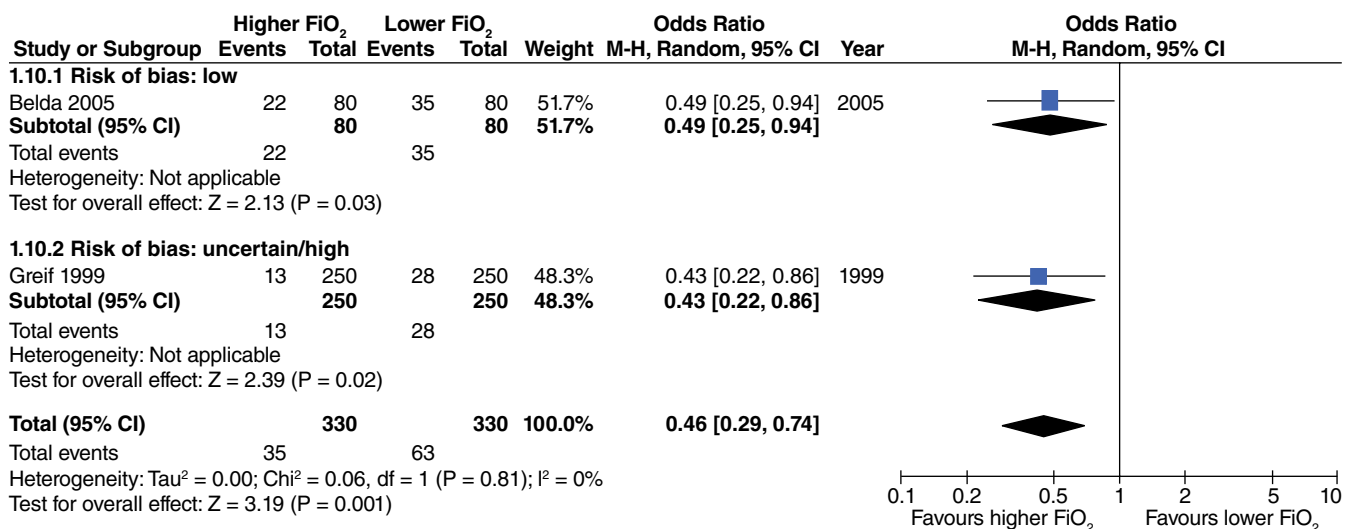 Higher FiO₂ Lower FiO₂ Odds Ratio Odds Ratio
Study or Subgroup Events Total Events Total Weight M-H, Random, 95% CI Year M-H, Random, 95% CI
1.10.1 Risk of bias: low
Belda 2005 22 80 35 80 51.7% 0.49 [0.25, 0.94] 2005
Subtotal (95% CI) 80 80 51.7% 0.49 [0.25, 0.94]
Total events 22 35
Heterogeneity: Not applicable
Test for overall effect: Z = 2.13 (P = 0.03)
1.10.2 Risk of bias: uncertain/high
Greif 1999 13 250 28 250 48.3% 0.43 [0.22, 0.86] 1999
Subtotal (95% CI) 250 250 48.3% 0.43 [0.22, 0.86]
Total events 13 28
Heterogeneity: Not applicable
Test for overall effect: Z = 2.39 (P = 0.02)
Total (95% CI) 330 330 100.0% 0.46 [0.29, 0.74]
Total events 35 63
Heterogeneity: Tau² = 0.00; Chi² = 0.06, df = 1 (P = 0.81); I² = 0%
Test for overall effect: Z = 3.19 (P = 0.001)
0.1 0.2 0.5 1 2 5 10
Favours higher FiO₂ Favours lower FiO₂